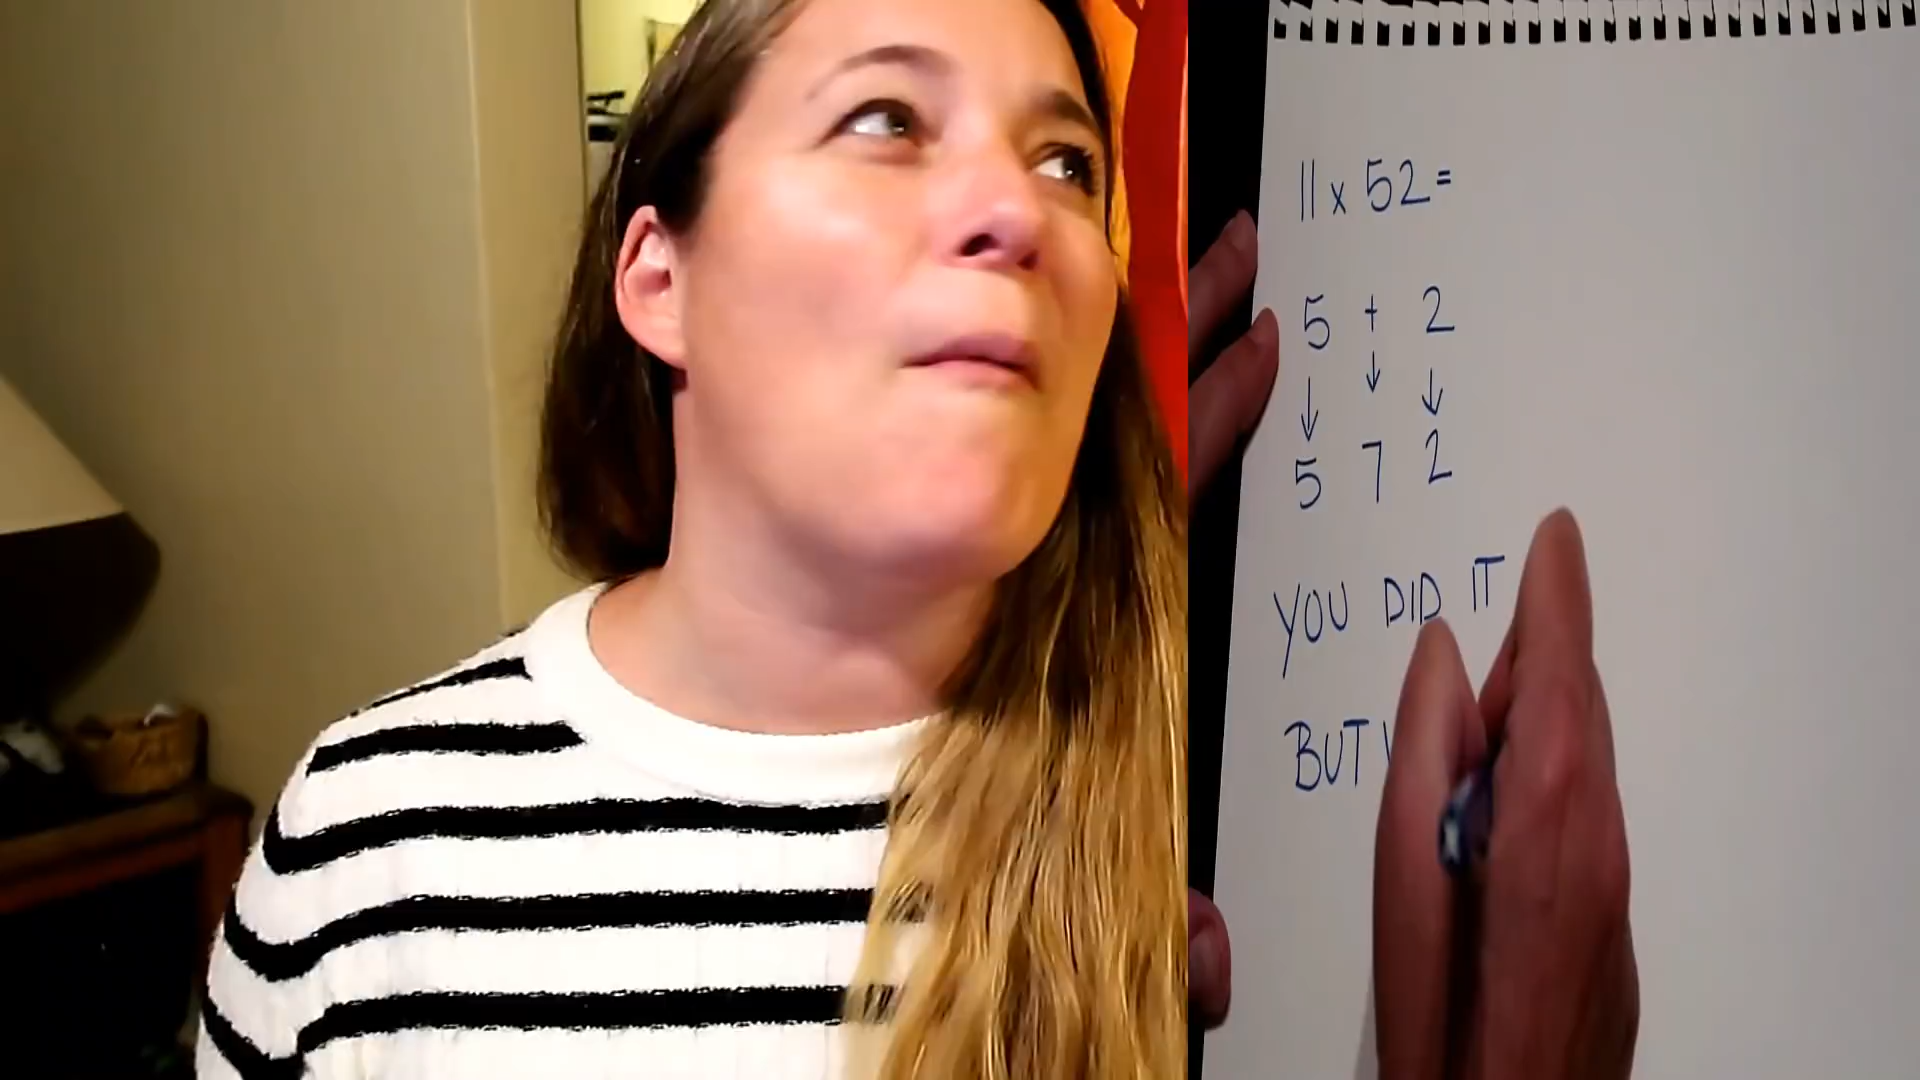 11 x 52 =
5 + 2
↓ ↓ ↓
5 7 2
YOU DID IT
BUT